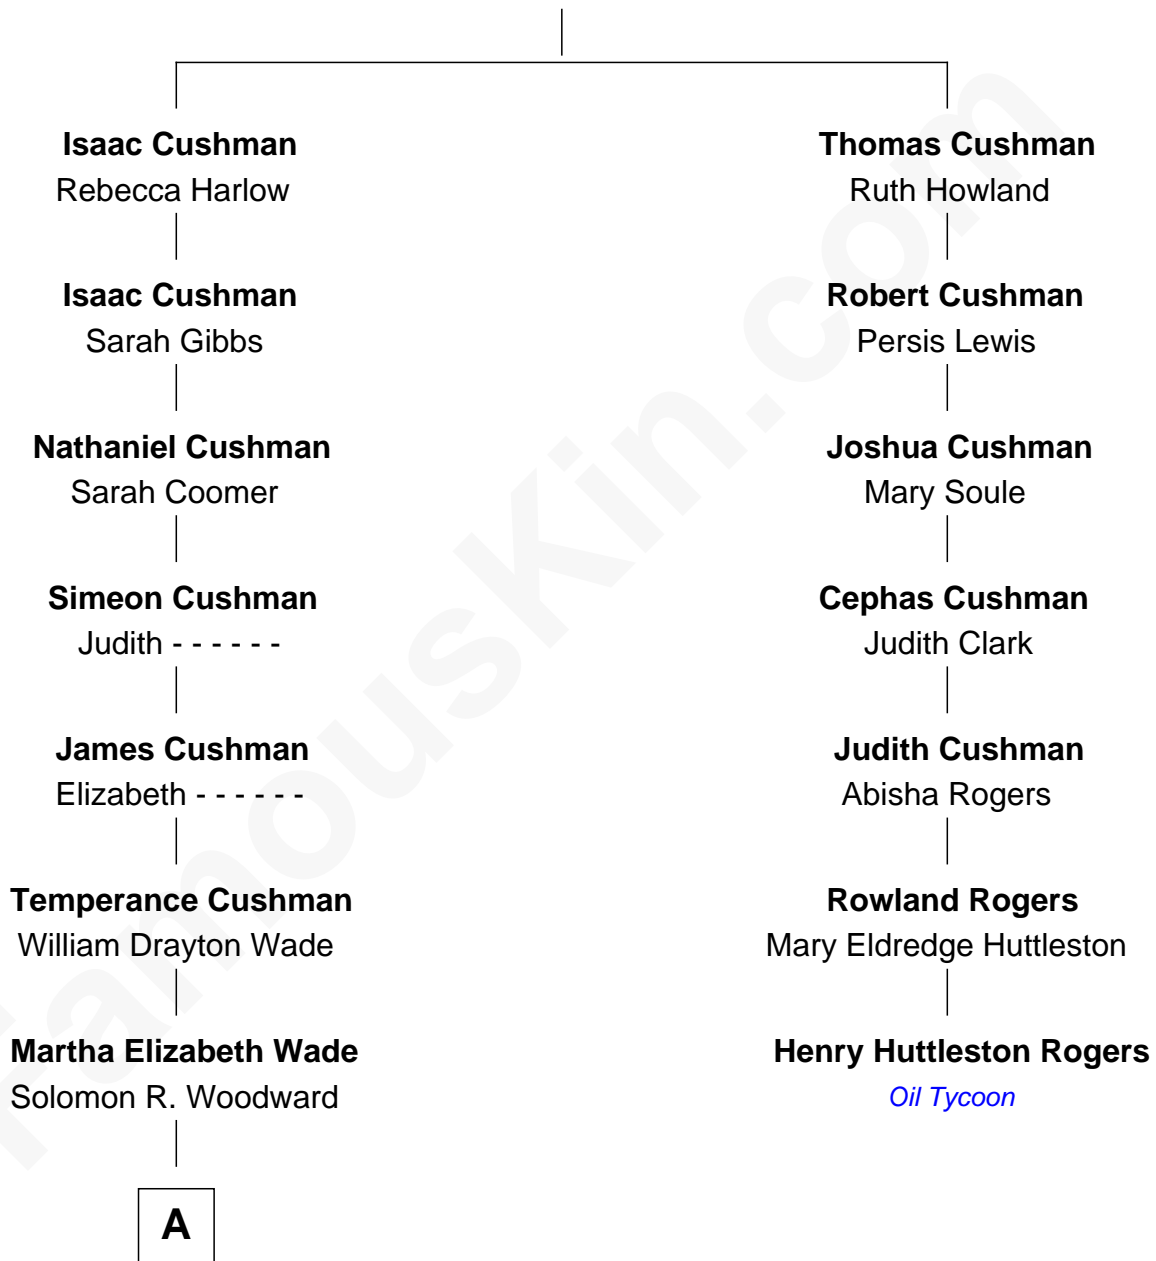 Isaac Cushman
Rebecca Harlow
Isaac Cushman
Sarah Gibbs
Nathaniel Cushman
Sarah Coomer
Simeon Cushman
Judith - - - - - -
James Cushman
Elizabeth - - - - - -
Temperance Cushman
William Drayton Wade
Martha Elizabeth Wade
Solomon R. Woodward
A
Thomas Cushman
Ruth Howland
Robert Cushman
Persis Lewis
Joshua Cushman
Mary Soule
Cephas Cushman
Judith Clark
Judith Cushman
Abisha Rogers
Rowland Rogers
Mary Eldredge Huttleston
Henry Huttleston Rogers
Oil Tycoon
FamousKin.com